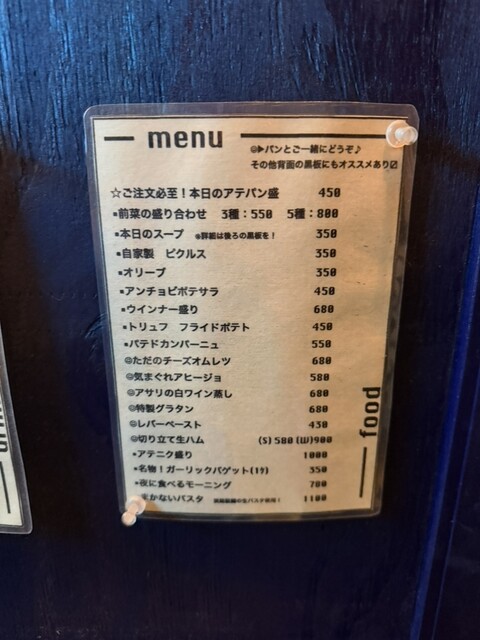 menu
◎▶パンとご一緒にどうぞ♪
その他背面の黒板にもオススメあり☑
☆ご注文必至!本日のアテパン盛 450
▪前菜の盛り合わせ 3種:550 5種:800
▪本日のスープ ◎詳細は後ろの黒板を! 350
▪自家製 ピクルス 350
▪オリーブ 350
▪アンチョビポテサラ 450
▪ウインナー盛り 680
▪トリュフ フライドポテト 450
▪パテドカンパーニュ 550
◎ただのチーズオムレツ 680
◎気まぐれアヒージョ 580
◎アサリの白ワイン蒸し 680
◎特製グラタン 680
◎レバーペースト 430
◎切り立て生ハム (S)580(W)900
▪アテニク盛り 1000
▪名物!ガーリックバゲット(1ケ) 350
▪夜に食べるモーニング 780
まかないパスタ 1100
food